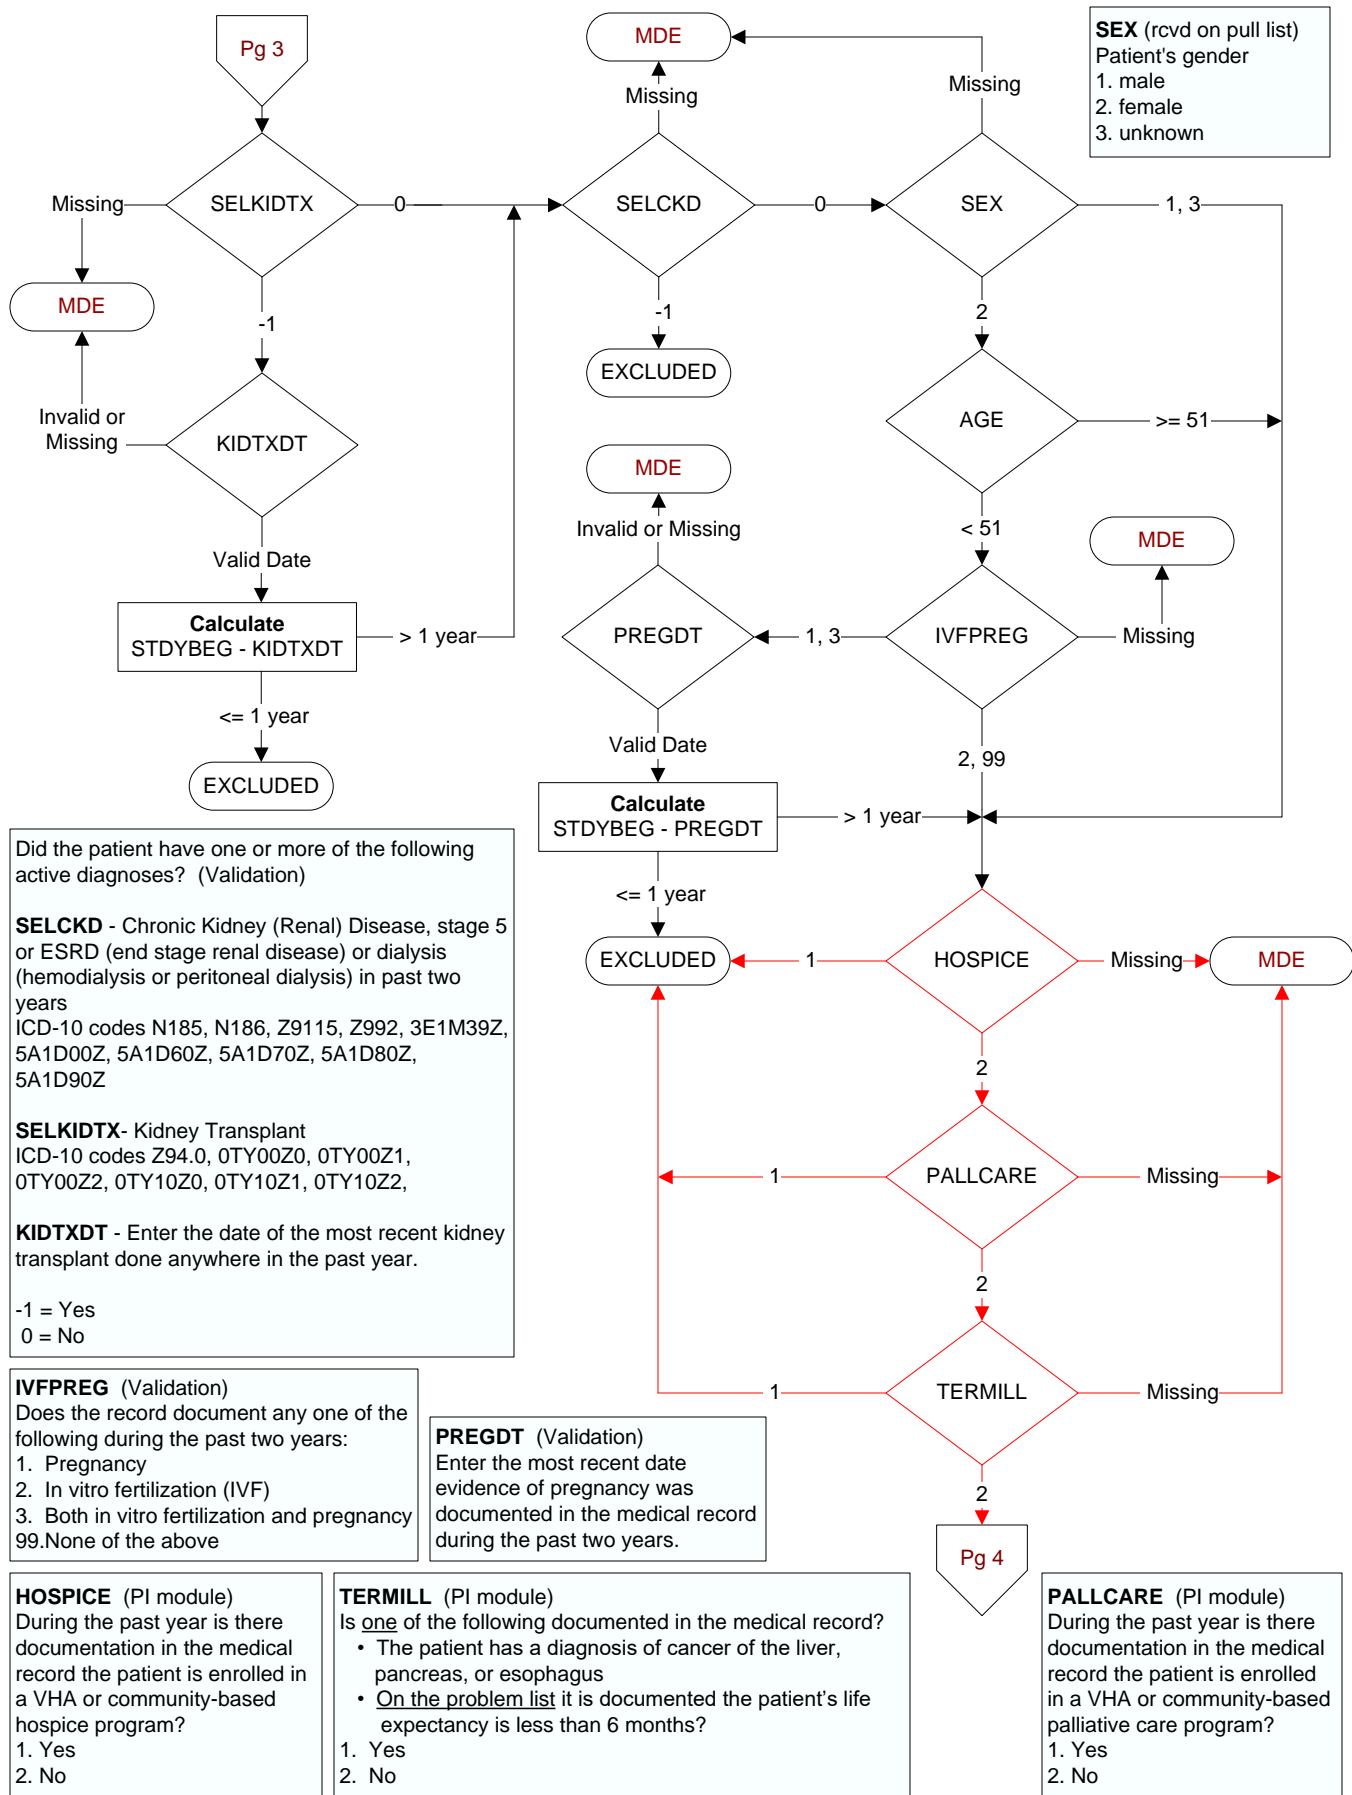 Pg 3
MDE
SEX (rcvd on pull list)
Patient's gender
1. male
2. female
3. unknown
Missing
Missing
Missing
SELKIDTX
0
SELCKD
0
SEX
1, 3
MDE
-1
-1
2
EXCLUDED
Invalid or
Missing
KIDTXDT
AGE
>= 51
MDE
Invalid or Missing
< 51
MDE
Valid Date
Calculate
STDYBEG - KIDTXDT
> 1 year
PREGDT
1, 3
IVFPREG
Missing
<= 1 year
Valid Date
2, 99
EXCLUDED
Calculate
STDYBEG - PREGDT
> 1 year
<= 1 year
EXCLUDED
1
HOSPICE
Missing
MDE
2
1
PALLCARE
Missing
2
1
TERMILL
Missing
2
Pg 4
Did the patient have one or more of the following
active diagnoses?  (Validation)
SELCKD - Chronic Kidney (Renal) Disease, stage 5
or ESRD (end stage renal disease) or dialysis
(hemodialysis or peritoneal dialysis) in past two
years
ICD-10 codes N185, N186, Z9115, Z992, 3E1M39Z,
5A1D00Z, 5A1D60Z, 5A1D70Z, 5A1D80Z,
5A1D90Z
SELKIDTX- Kidney Transplant
ICD-10 codes Z94.0, 0TY00Z0, 0TY00Z1,
0TY00Z2, 0TY10Z0, 0TY10Z1, 0TY10Z2,
KIDTXDT - Enter the date of the most recent kidney
transplant done anywhere in the past year.
-1 = Yes
0 = No
IVFPREG  (Validation)
Does the record document any one of the
following during the past two years:
1.  Pregnancy
2.  In vitro fertilization (IVF)
3.  Both in vitro fertilization and pregnancy
99.None of the above
PREGDT  (Validation)
Enter the most recent date
evidence of pregnancy was
documented in the medical record
during the past two years.
HOSPICE  (PI module)
During the past year is there
documentation in the medical
record the patient is enrolled in
a VHA or community-based
hospice program?
1. Yes
2. No
TERMILL  (PI module)
Is one of the following documented in the medical record?
• The patient has a diagnosis of cancer of the liver,
pancreas, or esophagus
• On the problem list it is documented the patient’s life
expectancy is less than 6 months?
1.  Yes
2.  No
PALLCARE  (PI module)
During the past year is there
documentation in the medical
record the patient is enrolled
in a VHA or community-based
palliative care program?
1. Yes
2. No